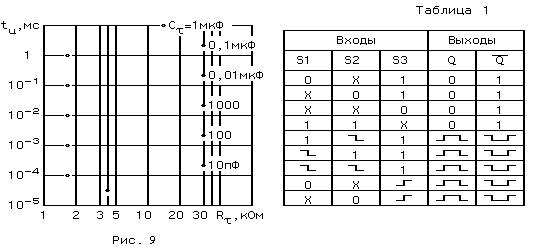 Таблица 1
tи,мс
Cτ=1мкФ
0,1мкФ
1
0,01мкФ
10⁻¹
1000
10⁻²
100
10⁻³
10пФ
10⁻⁴
10⁻⁵
1 2 3 4 5 10 20 30 Rτ,кОм
Рис. 9
Входы Выходы
S1 S2 S3 Q Q̅
0 X 1 0 1
X 0 1 0 1
X X 0 0 1
1 1 X 0 1
1 1
1 1
1
0 X
X 0